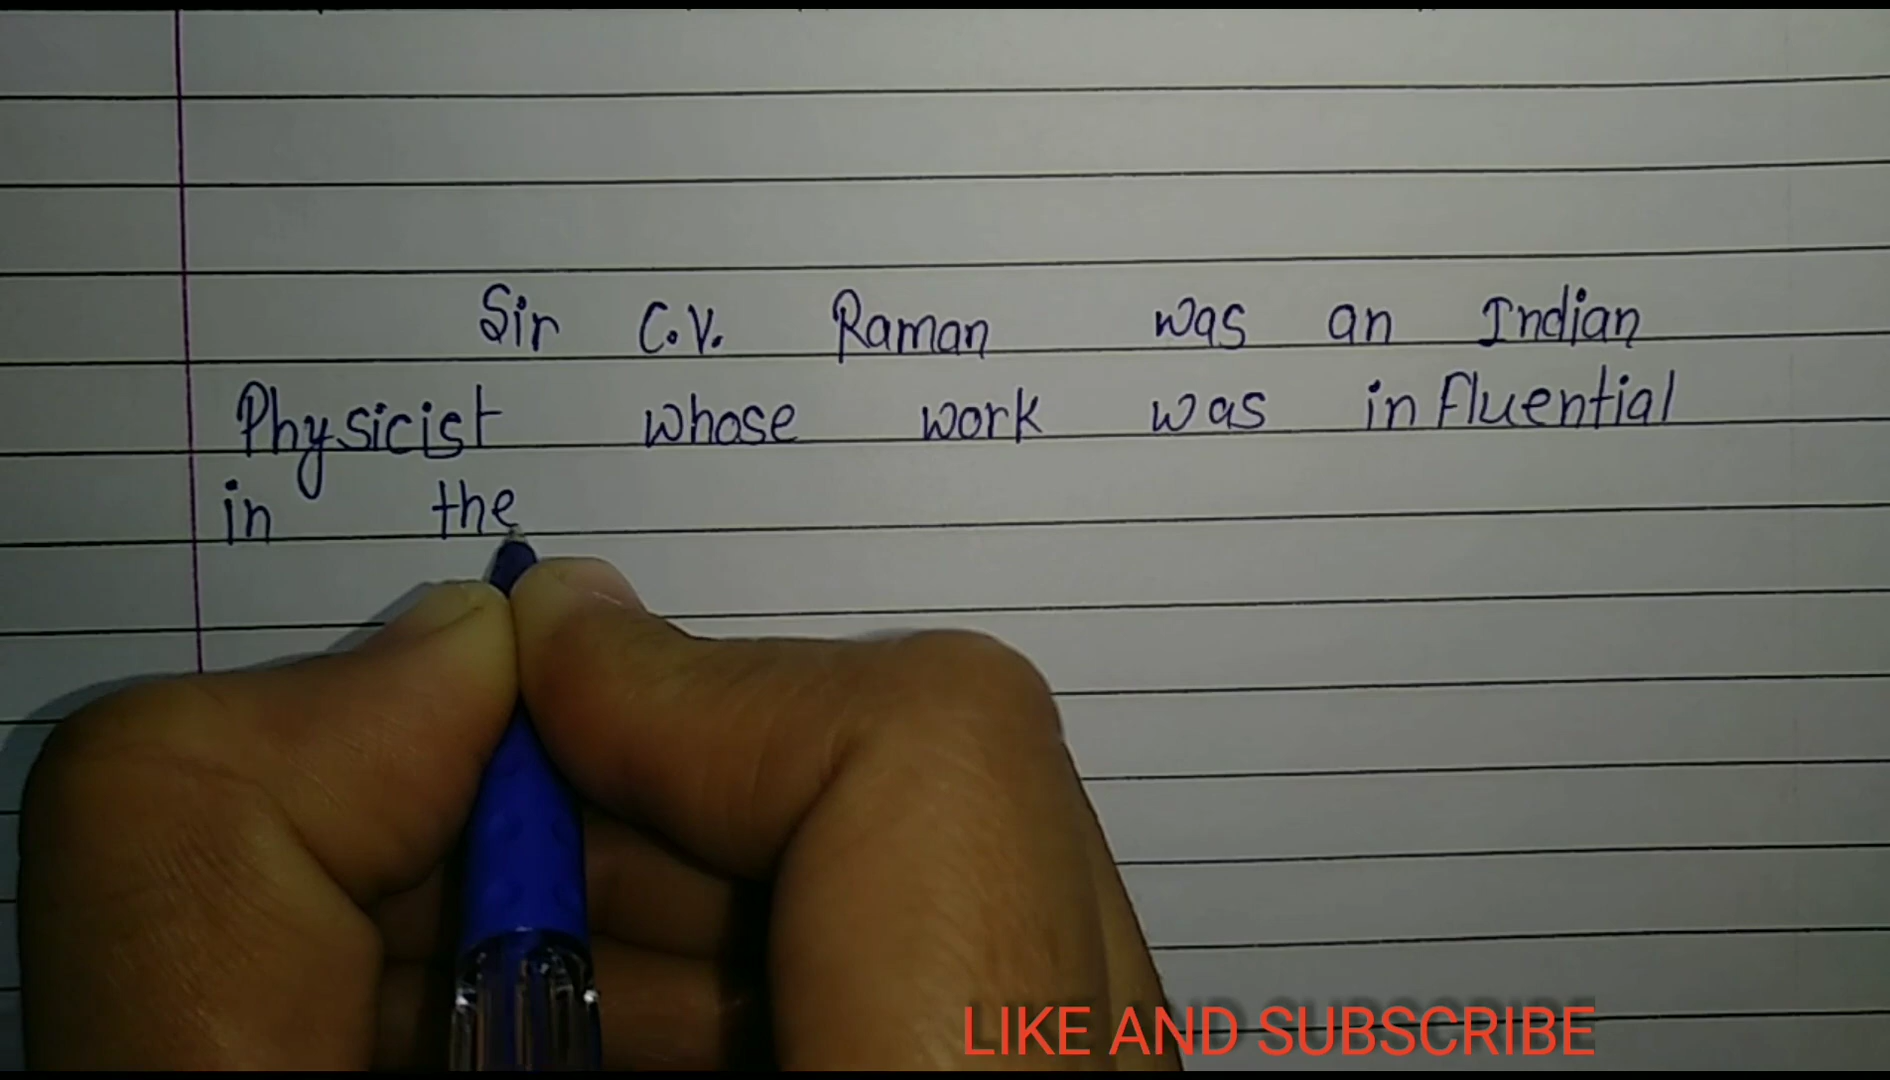 Sir C.V. Raman was an Indian
Physicist whose work was influential
in the
LIKE AND SUBSCRIBE